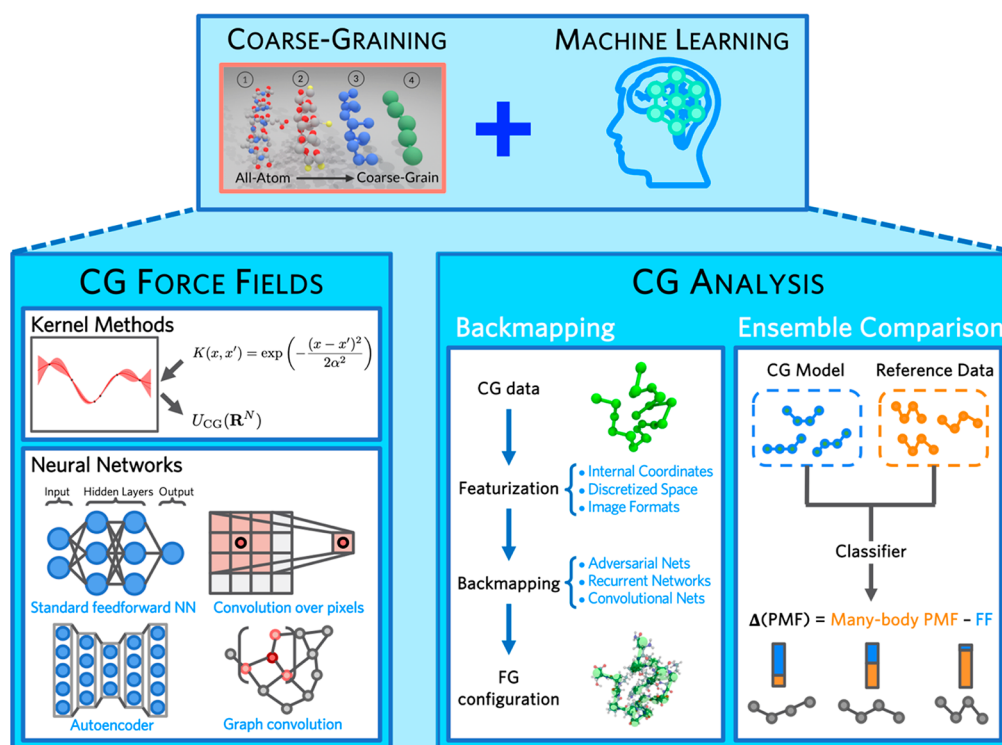 COARSE-GRAINING
MACHINE LEARNING
1 2 3 4
All-Atom
Coarse-Grain
+
CG FORCE FIELDS
Kernel Methods
K(x, x′) = exp(−(x − x′)²/2α²)
U_CG(R^N)
Neural Networks
Input
Hidden Layers
Output
Standard feedforward NN
Convolution over pixels
Autoencoder
Graph convolution
CG ANALYSIS
Backmapping
CG data
Featurization
• Internal Coordinates
• Discretized Space
• Image Formats
Backmapping
• Adversarial Nets
• Recurrent Networks
• Convolutional Nets
FG
configuration
Ensemble Comparison
CG Model
Reference Data
Classifier
Δ(PMF) = Many-body PMF - FF